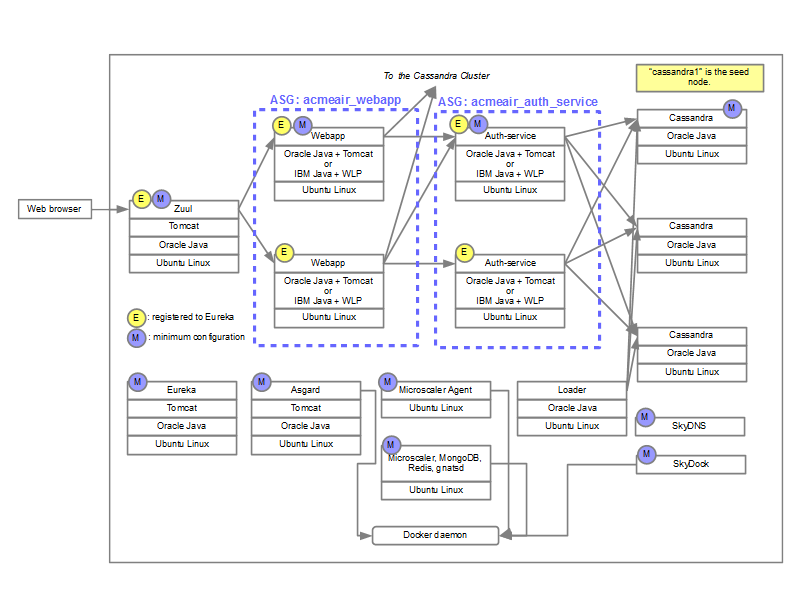 To the Cassandra Cluster
"cassandra1" is the seed
node.
ASG: acmeair_webapp
ASG: acmeair_auth_service
E
M
Webapp
Oracle Java + Tomcat
or
IBM Java + WLP
Ubuntu Linux
E
M
Auth-service
Oracle Java + Tomcat
or
IBM Java + WLP
Ubuntu Linux
M
Cassandra
Oracle Java
Ubuntu Linux
Web browser
E
M
Zuul
Tomcat
Oracle Java
Ubuntu Linux
E
Webapp
Oracle Java + Tomcat
or
IBM Java + WLP
Ubuntu Linux
E
Auth-service
Oracle Java + Tomcat
or
IBM Java + WLP
Ubuntu Linux
Cassandra
Oracle Java
Ubuntu Linux
E : registered to Eureka
M : minimum configuration
Cassandra
Oracle Java
Ubuntu Linux
M
Eureka
Tomcat
Oracle Java
Ubuntu Linux
M
Asgard
Tomcat
Oracle Java
Ubuntu Linux
M
Microscaler Agent
Ubuntu Linux
Loader
Oracle Java
Ubuntu Linux
M
SkyDNS
M
Microscaler, MongoDB,
Redis, gnatsd
Ubuntu Linux
M
SkyDock
Docker daemon